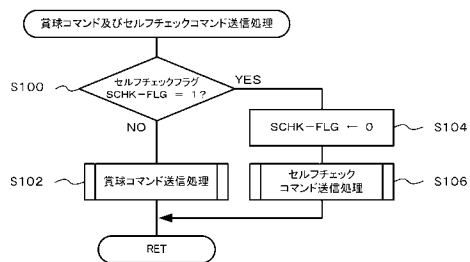 賞球コマンド及びセルフチェックコマンド送信処理
S100
セルフチェックフラグ
SCHK-FLG = 1?
YES
NO
SCHK-FLG ← 0
S104
S102
賞球コマンド送信処理
セルフチェック
コマンド送信処理
S106
RET